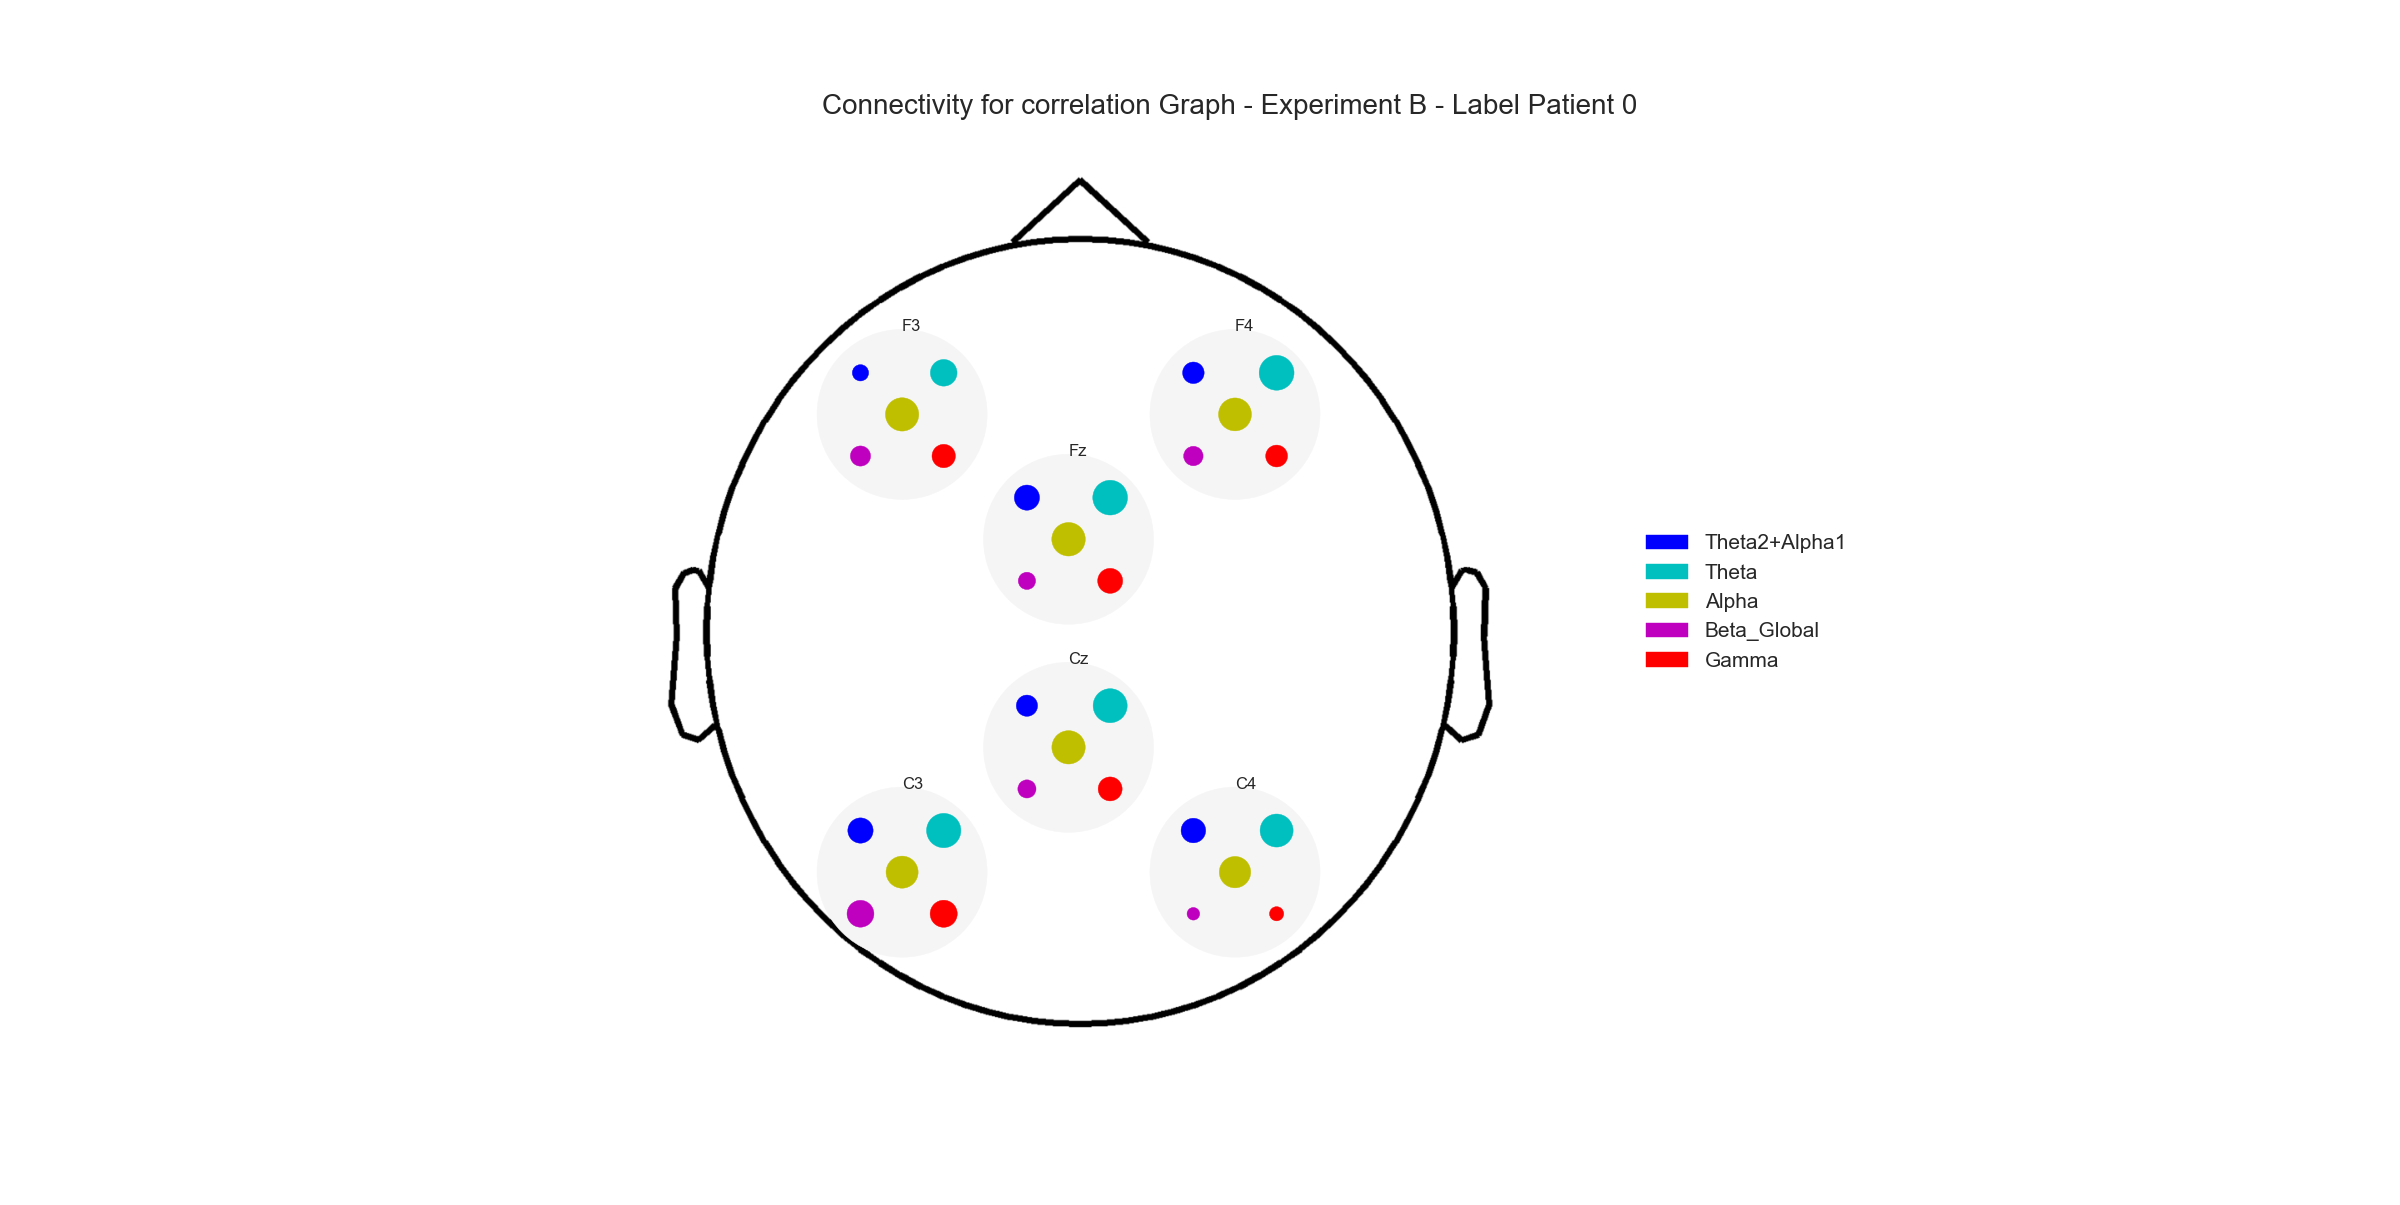 Connectivity for correlation Graph - Experiment B - Label Patient 0
F3
F4
Fz
Cz
C3
C4
Theta2+Alpha1
Theta
Alpha
Beta_Global
Gamma